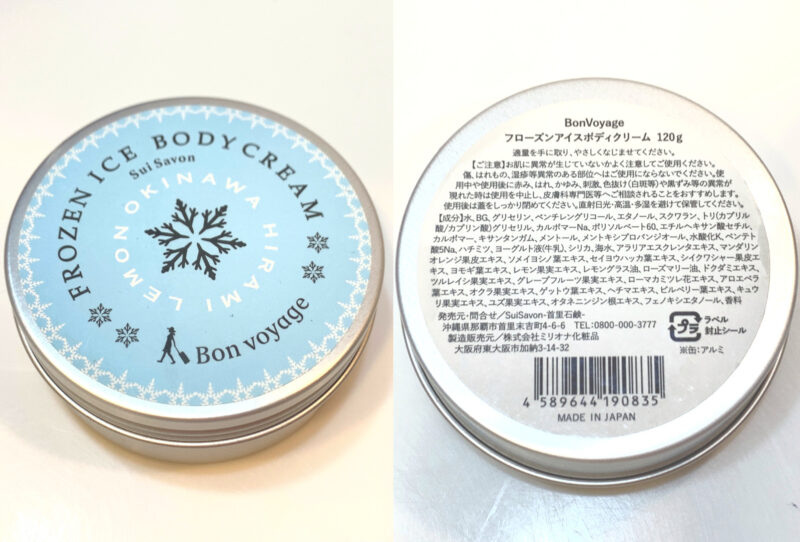 FROZEN ICE BODYCREAM
Sui Savon
OKINAWA HIRAMI LEMON
Bon voyage
BonVoyage
フローズンアイスボディクリーム 120g
適量を手に取り、やさしくなじませてください。
【ご注意】お肌に異常が生じていないかよく注意してご使用ください。
傷、はれもの、湿疹等異常のある部位へはご使用にならないでください。使
用中や使用後に赤み、はれ、かゆみ、刺激、色抜け(白斑等)や黒ずみ等の異常が
現れた時は使用を中止し、皮膚科専門医等へご相談されることをおすすめします。
使用後は蓋をしっかり閉めてください。直射日光・高温・多湿を避けて保管してください。
【成分】水、BG、グリセリン、ペンチレングリコール、エタノール、スクワラン、トリ(カプリル
酸/カプリン酸)グリセリル、カルボマーNa、ポリソルベート60、エチルヘキサン酸セチル、
カルボマー、キサンタンガム、メントール、メントキシプロパンジオール、水酸化K、ペンテト
酸5Na、ハチミツ、ヨーグルト液(牛乳)、シリカ、海水、アラリアエスクレンタエキス、マンダリン
オレンジ果皮エキス、ソメイヨシノ葉エキス、セイヨウハッカ葉エキス、シイクワシャー果皮エ
キス、ヨモギ葉エキス、レモン果実エキス、レモングラス油、ローズマリー油、ドクダミエキス、
ツルレイシ果実エキス、グレープフルーツ果実エキス、ローマカミツレ花エキス、アロエベラ
葉エキス、オクラ果実エキス、ゲットウ葉エキス、ヘチマエキス、ビルベリー葉エキス、キュウ
リ果実エキス、ユズ果実エキス、オタネニンジン根エキス、フェノキシエタノール、香料
発売元・問合せ/SuiSavon-首里石鹸-
沖縄県那覇市首里末吉町4-6-6 TEL:0800-000-3777
製造販売元/株式会社ミリオナ化粧品
大阪府東大阪市加納3-14-32
プラ
ラベル
封止シール
※缶:アルミ
4 589644 190835
MADE IN JAPAN